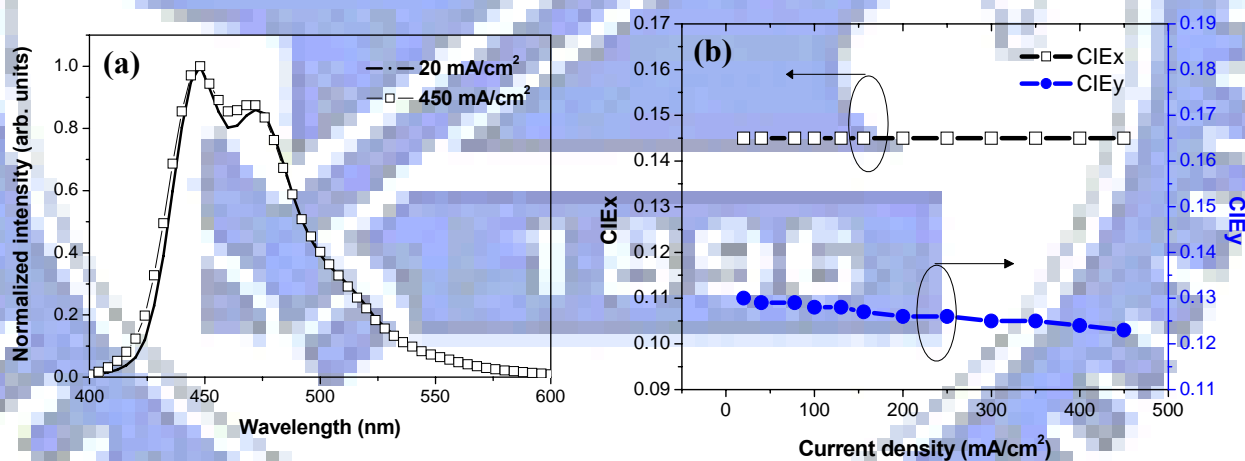 (a)
20 mA/cm²
450 mA/cm²
Normalized intensity (arb. units)
1.0
0.8
0.6
0.4
0.2
0.0
400 450 500 550 600
Wavelength (nm)
(b)
CIEx
CIEy
CIEx
0.17
0.16
0.15
0.14
0.13
0.12
0.11
0.10
0.09
0 100 200 300 400 500
Current density (mA/cm²)
0.19
0.18
0.17
0.16
0.15
0.14
0.13
0.12
0.11
CIEy
1896